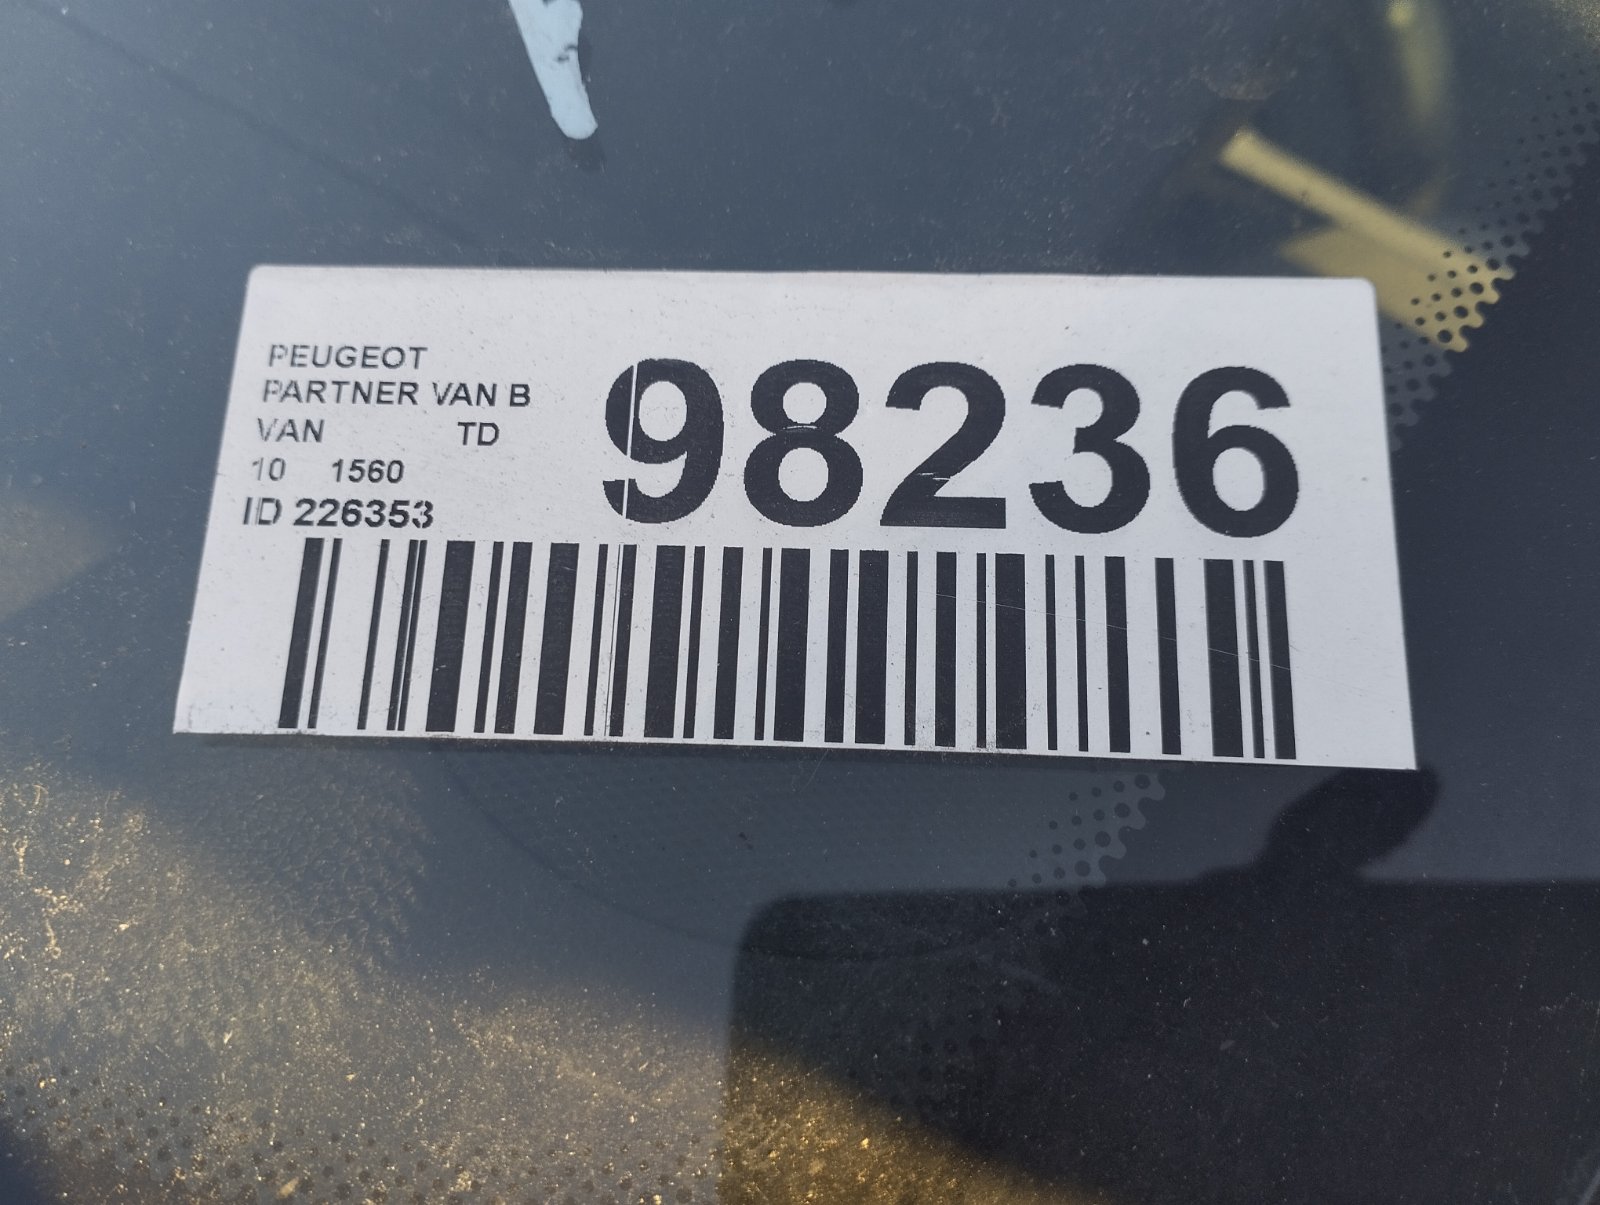 PEUGEOT
PARTNER VAN B
VAN TD
10 1560
ID 226353
98236